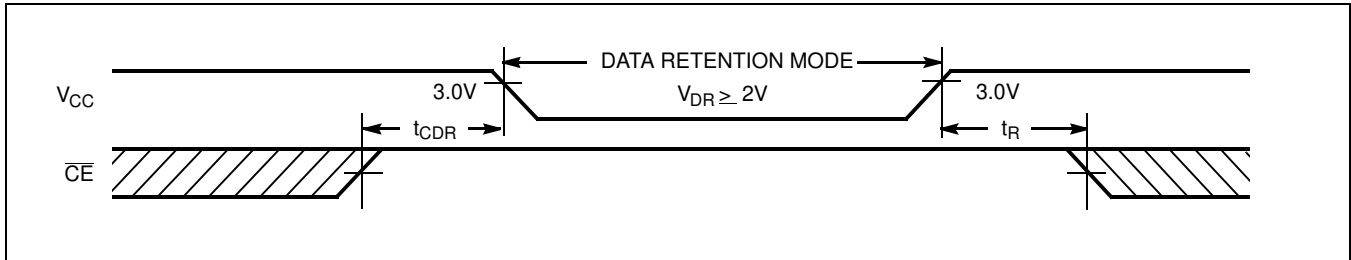 DATA RETENTION MODE
VCC 3.0V VDR ≥ 2V 3.0V
tCDR tR
CE